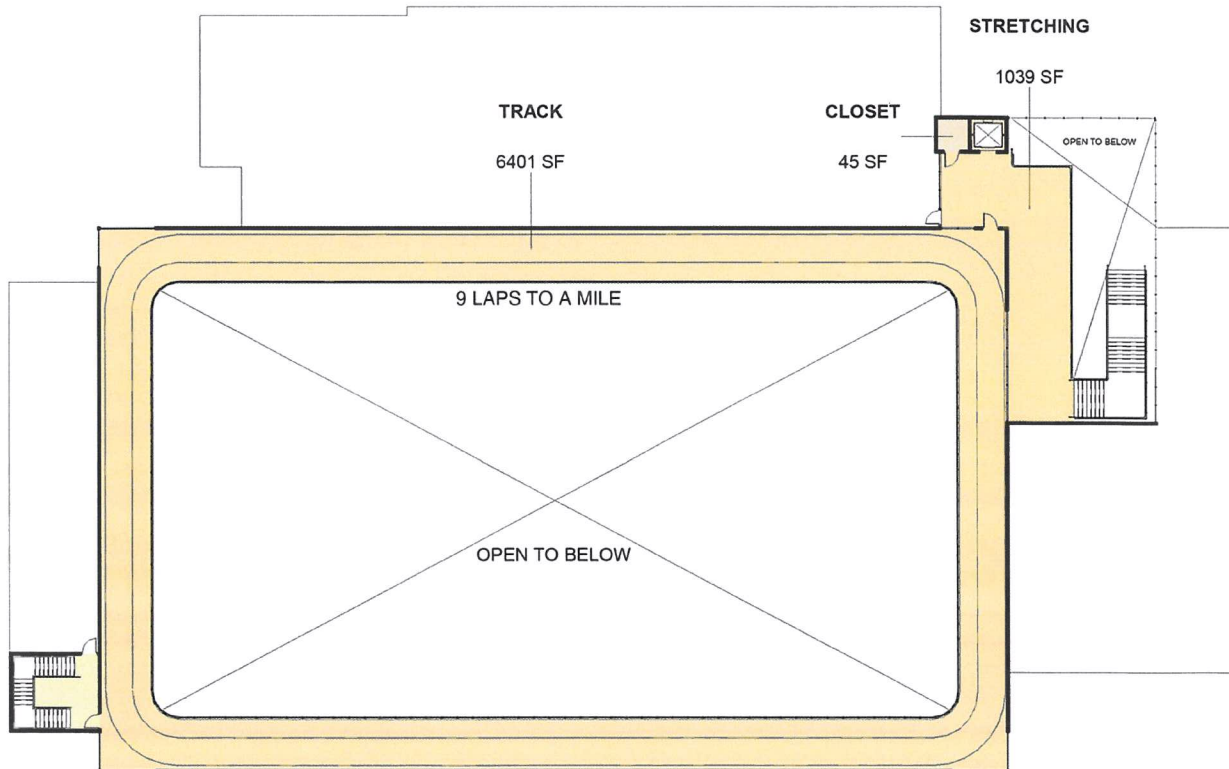 STRETCHING
1039 SF
TRACK
CLOSET
OPEN TO BELOW
6401 SF
45 SF
9 LAPS TO A MILE
OPEN TO BELOW